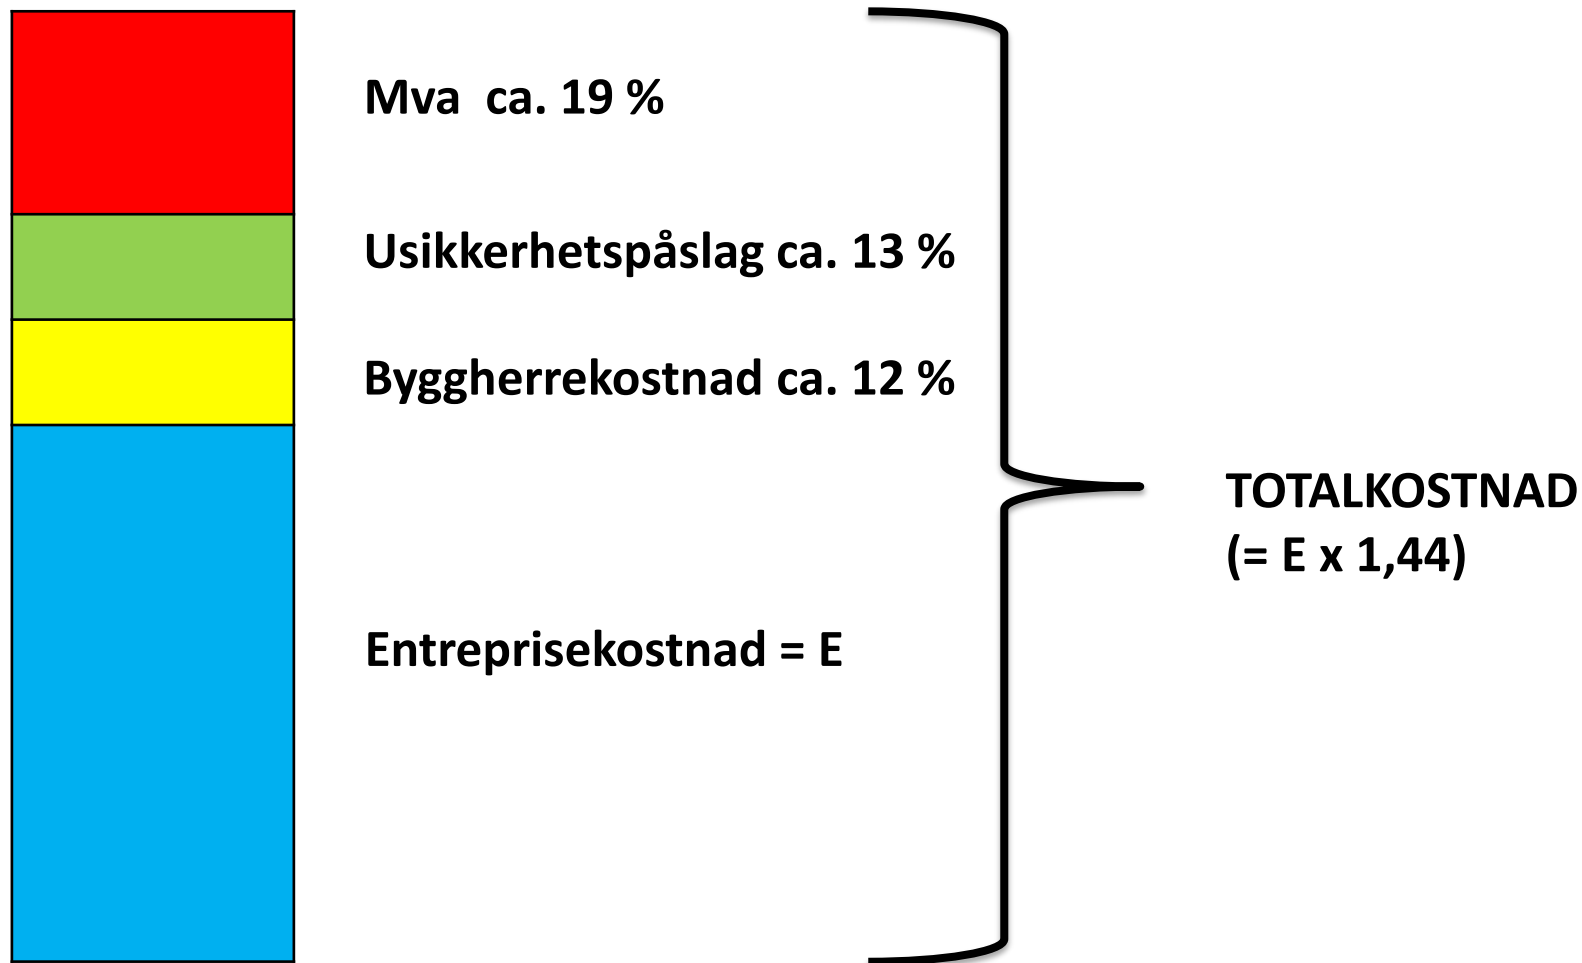 Mva  ca. 19 %
Usikkerhetspåslag ca. 13 %
Byggherrekostnad ca. 12 %
Entreprisekostnad = E
TOTALKOSTNAD
(= E x 1,44)